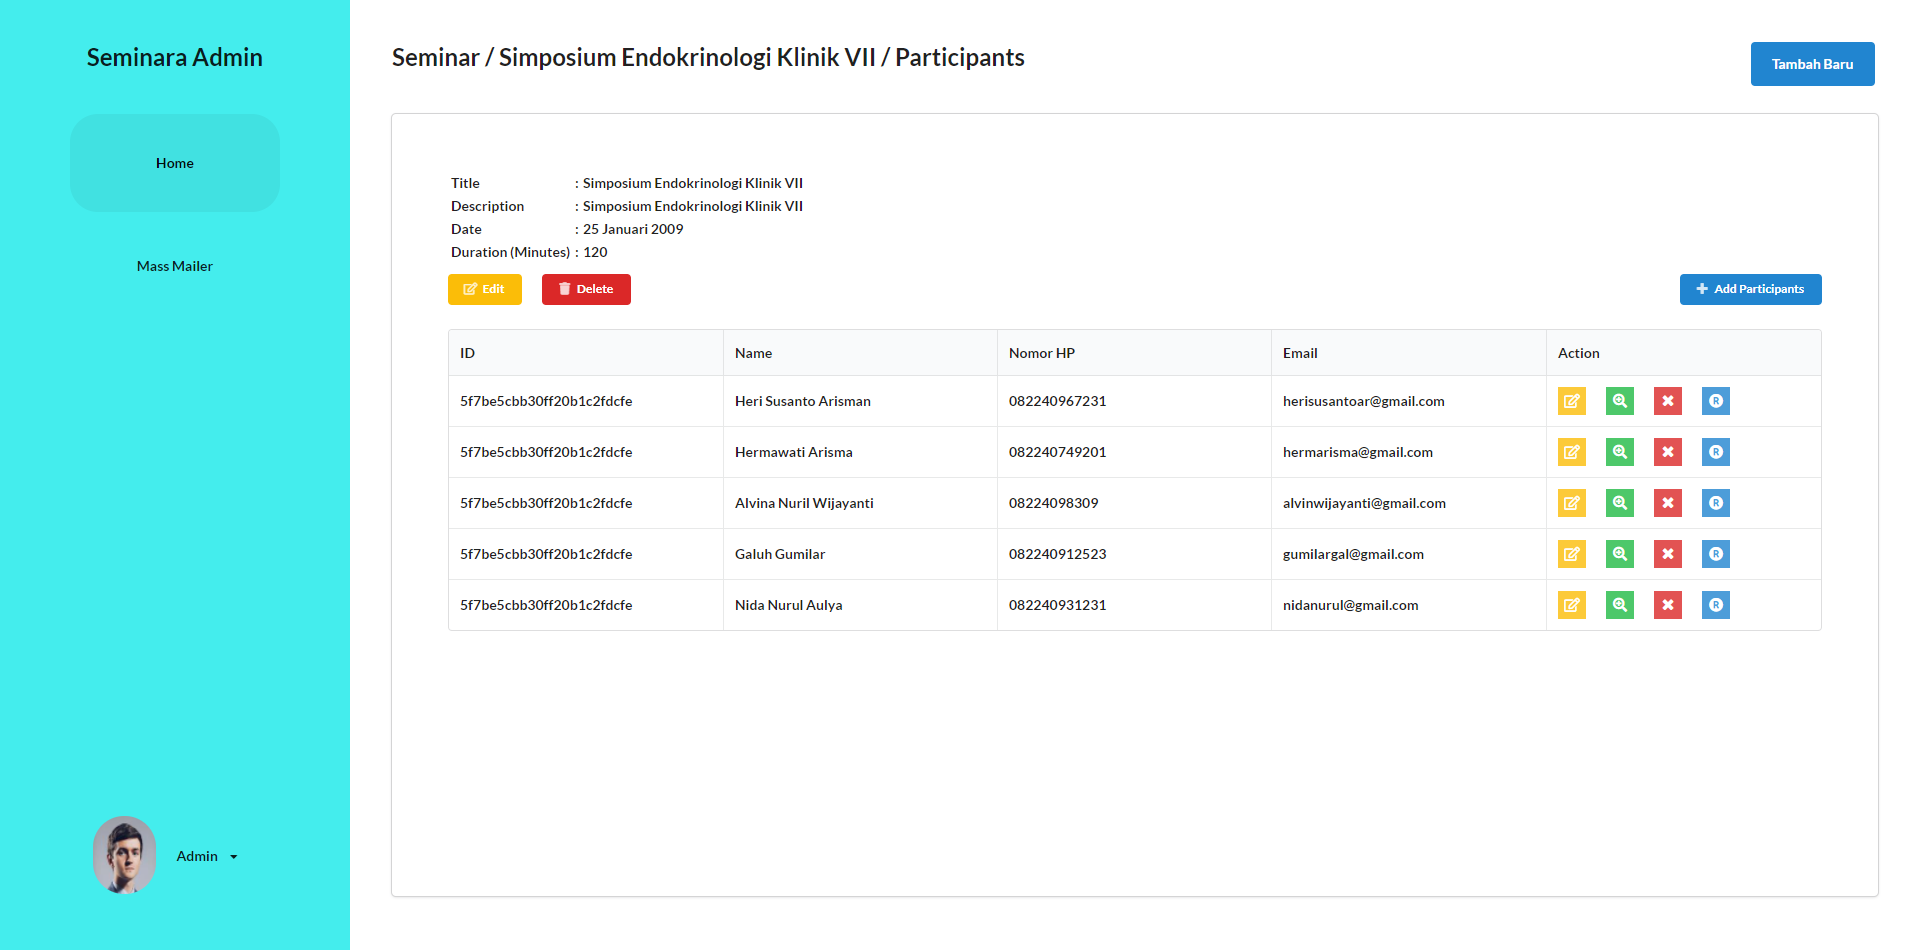 Seminara Admin
Home
Mass Mailer
Admin
Seminar / Simposium Endokrinologi Klinik VII / Participants
Tambah Baru
Title : Simposium Endokrinologi Klinik VII
Description : Simposium Endokrinologi Klinik VII
Date : 25 Januari 2009
Duration (Minutes) : 120
Edit Delete Add Participants
ID Name Nomor HP Email Action
5f7be5cbb30ff20b1c2fdcfe Heri Susanto Arisman 082240967231 herisusantoar@gmail.com R
5f7be5cbb30ff20b1c2fdcfe Hermawati Arisma 082240749201 hermarisma@gmail.com R
5f7be5cbb30ff20b1c2fdcfe Alvina Nuril Wijayanti 08224098309 alvinwijayanti@gmail.com R
5f7be5cbb30ff20b1c2fdcfe Galuh Gumilar 082240912523 gumilargal@gmail.com R
5f7be5cbb30ff20b1c2fdcfe Nida Nurul Aulya 082240931231 nidanurul@gmail.com R